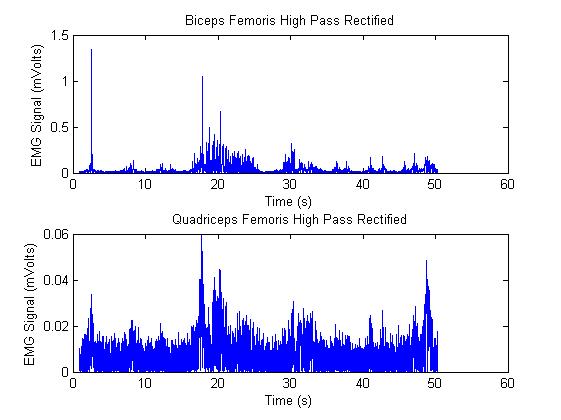 Biceps Femoris High Pass Rectified
1.5
1
0.5
0
EMG Signal (mVolts)
0 10 20 30 40 50 60
Time (s)
Quadriceps Femoris High Pass Rectified
0.06
0.04
0.02
0
EMG Signal (mVolts)
0 10 20 30 40 50 60
Time (s)